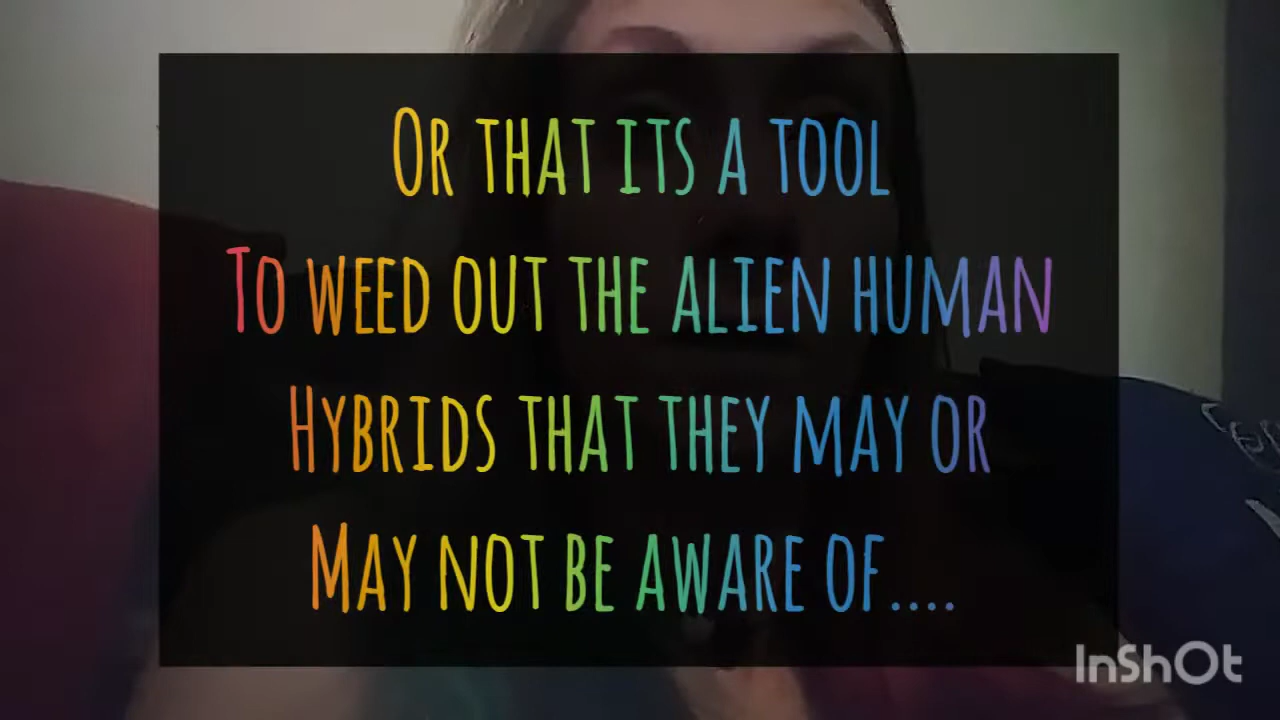 Or that its a tool
To weed out the alien human
Hybrids that they may or
May not be aware of....
InShOt